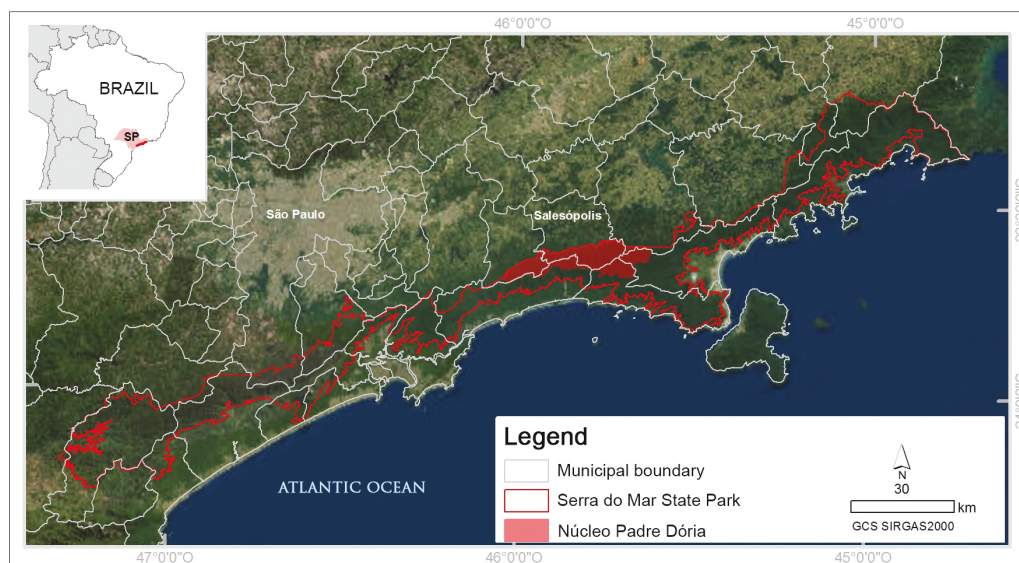 46°0'0"O
45°0'0"O
BRAZIL
SP
São Paulo
Salesópolis
ATLANTIC OCEAN
Legend
Municipal boundary
Serra do Mar State Park
Núcleo Padre Dória
N
30
km
GCS SIRGAS2000
47°0'0"O
46°0'0"O
45°0'0"O